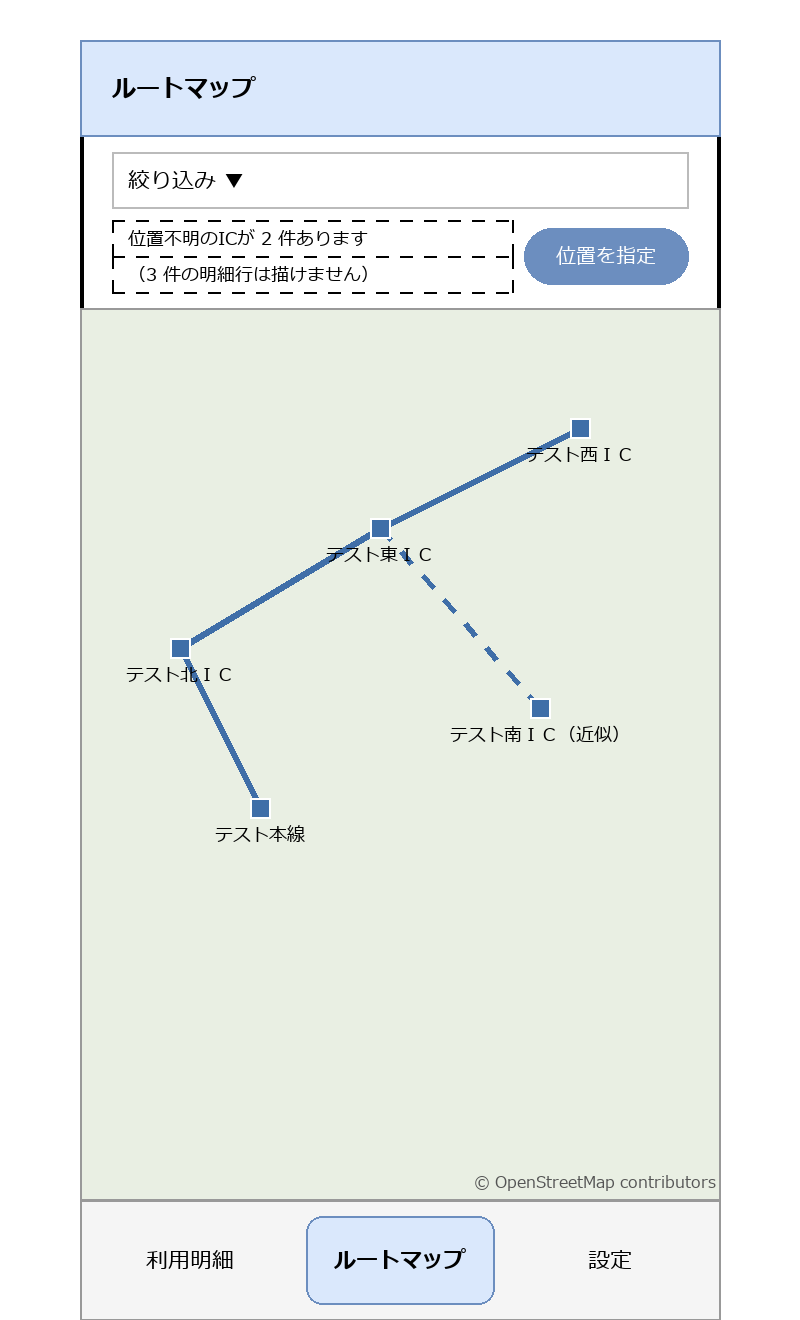 ルートマップ
絞り込み ▼
位置不明のICが 2 件あります
（3 件の明細行は描けません）
位置を指定
テスト西ＩＣ
テスト東ＩＣ
テスト北ＩＣ
テスト南ＩＣ（近似）
テスト本線
© OpenStreetMap contributors
利用明細
ルートマップ
設定